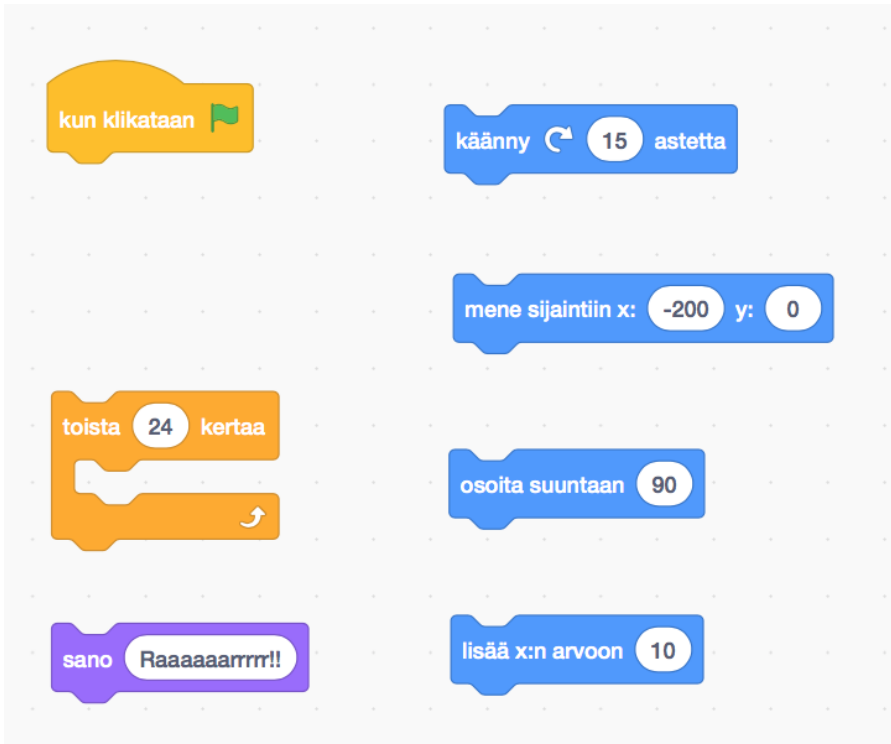 kun klikataan
käänny 15 astetta
mene sijaintiin x: -200 y: 0
toista 24 kertaa
osoita suuntaan 90
sano Raaaaaarrrrr!!
lisää x:n arvoon 10